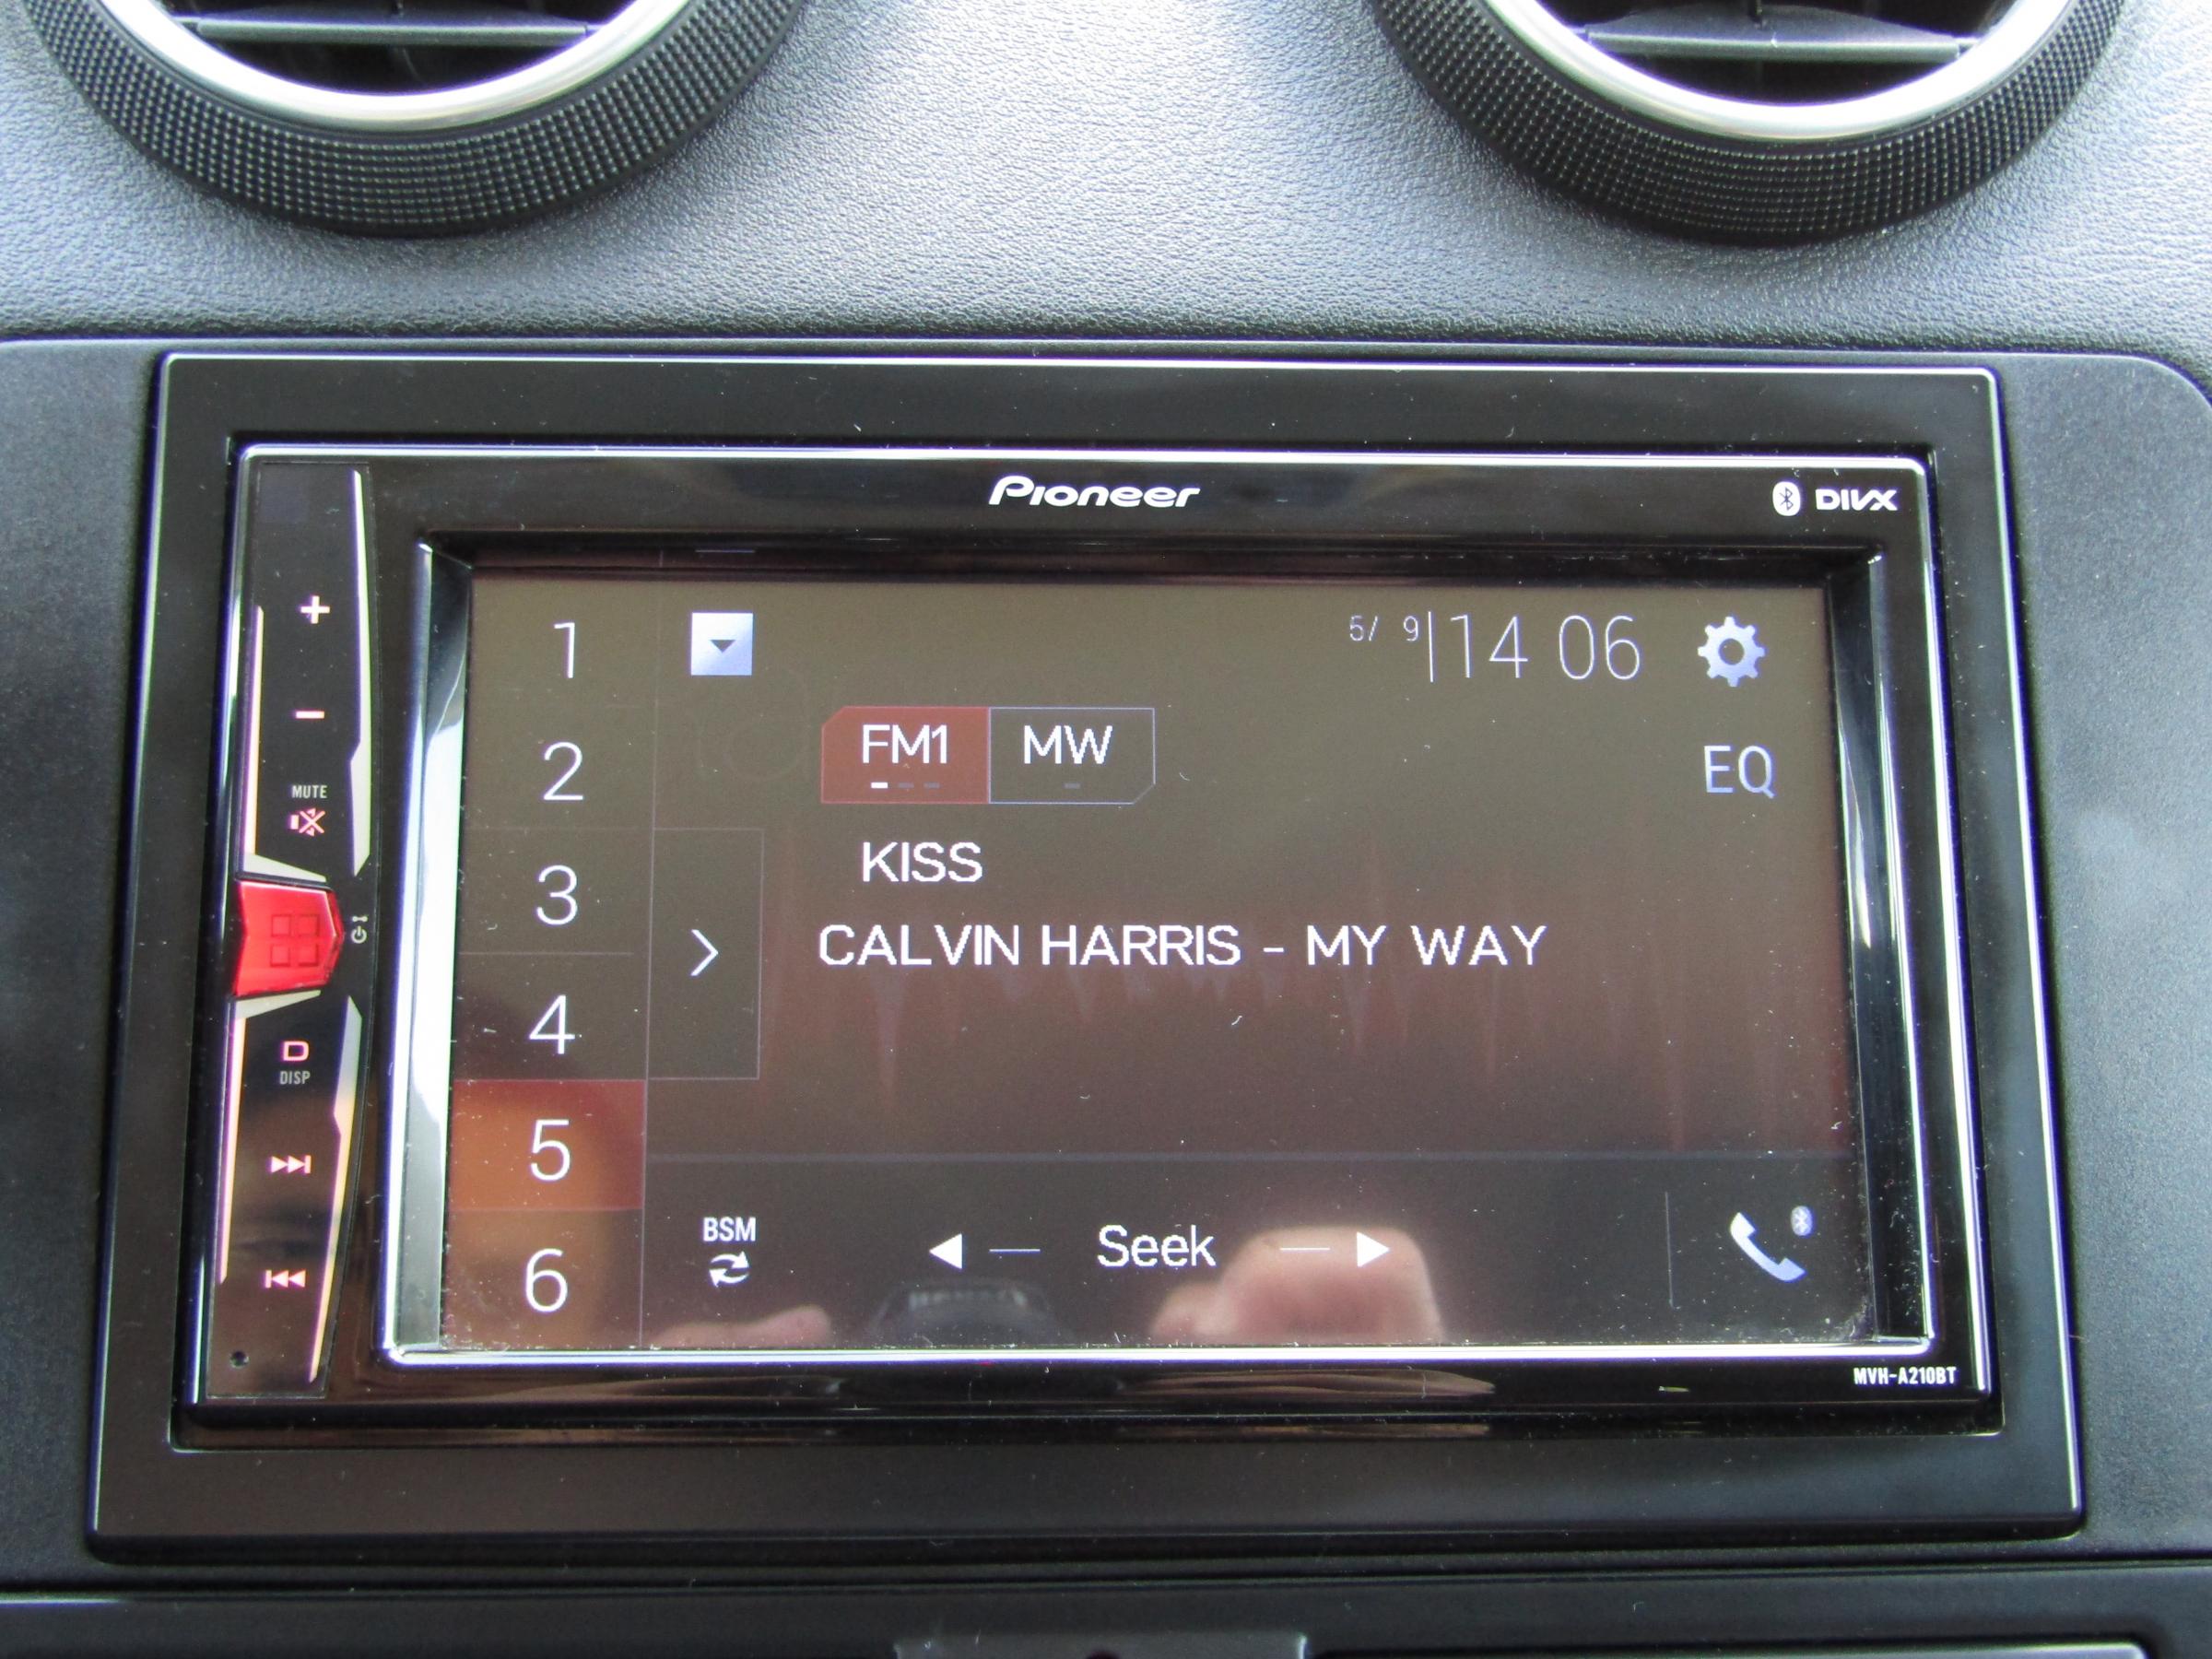 Pioneer
DIVX
1
5/ 9 14 06
MUTE
2
FM1 MW
EQ
3
KISS
CALVIN HARRIS - MY WAY
4
D
DISP
5
6
BSM
Seek
MVH-A210BT